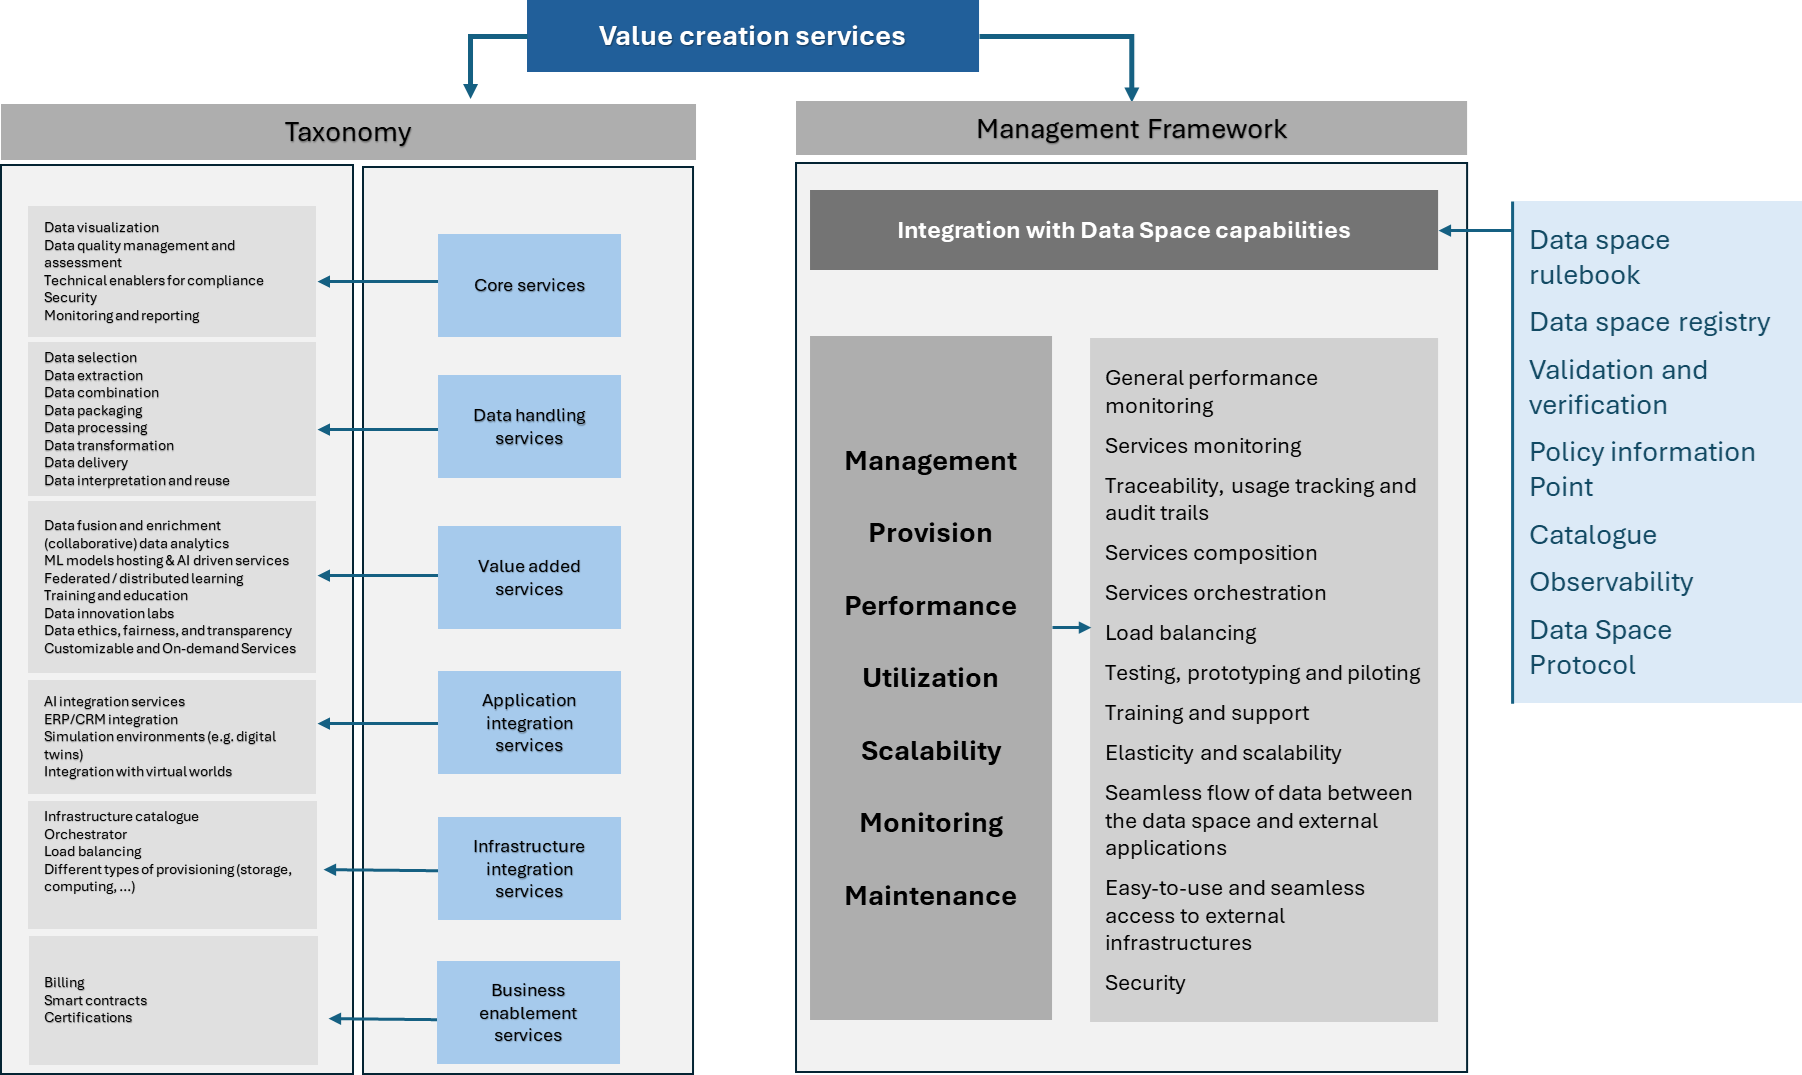 Value creation services
Taxonomy
Data visualization
Data quality management and
assessment
Technical enablers for compliance
Security
Monitoring and reporting
Core services
Data selection
Data extraction
Data combination
Data packaging
Data processing
Data transformation
Data delivery
Data interpretation and reuse
Data handling
services
Data fusion and enrichment
(collaborative) data analytics
ML models hosting & AI driven services
Federated / distributed learning
Training and education
Data innovation labs
Data ethics, fairness, and transparency
Customizable and On-demand Services
Value added
services
AI integration services
ERP/CRM integration
Simulation environments (e.g. digital
twins)
Integration with virtual worlds
Application
integration
services
Infrastructure catalogue
Orchestrator
Load balancing
Different types of provisioning (storage,
computing, ...)
Infrastructure
integration
services
Billing
Smart contracts
Certifications
Business
enablement
services
Management Framework
Integration with Data Space capabilities
Management
Provision
Performance
Utilization
Scalability
Monitoring
Maintenance
General performance
monitoring
Services monitoring
Traceability, usage tracking and
audit trails
Services composition
Services orchestration
Load balancing
Testing, prototyping and piloting
Training and support
Elasticity and scalability
Seamless flow of data between
the data space and external
applications
Easy-to-use and seamless
access to external
infrastructures
Security
Data space
rulebook
Data space registry
Validation and
verification
Policy information
Point
Catalogue
Observability
Data Space
Protocol